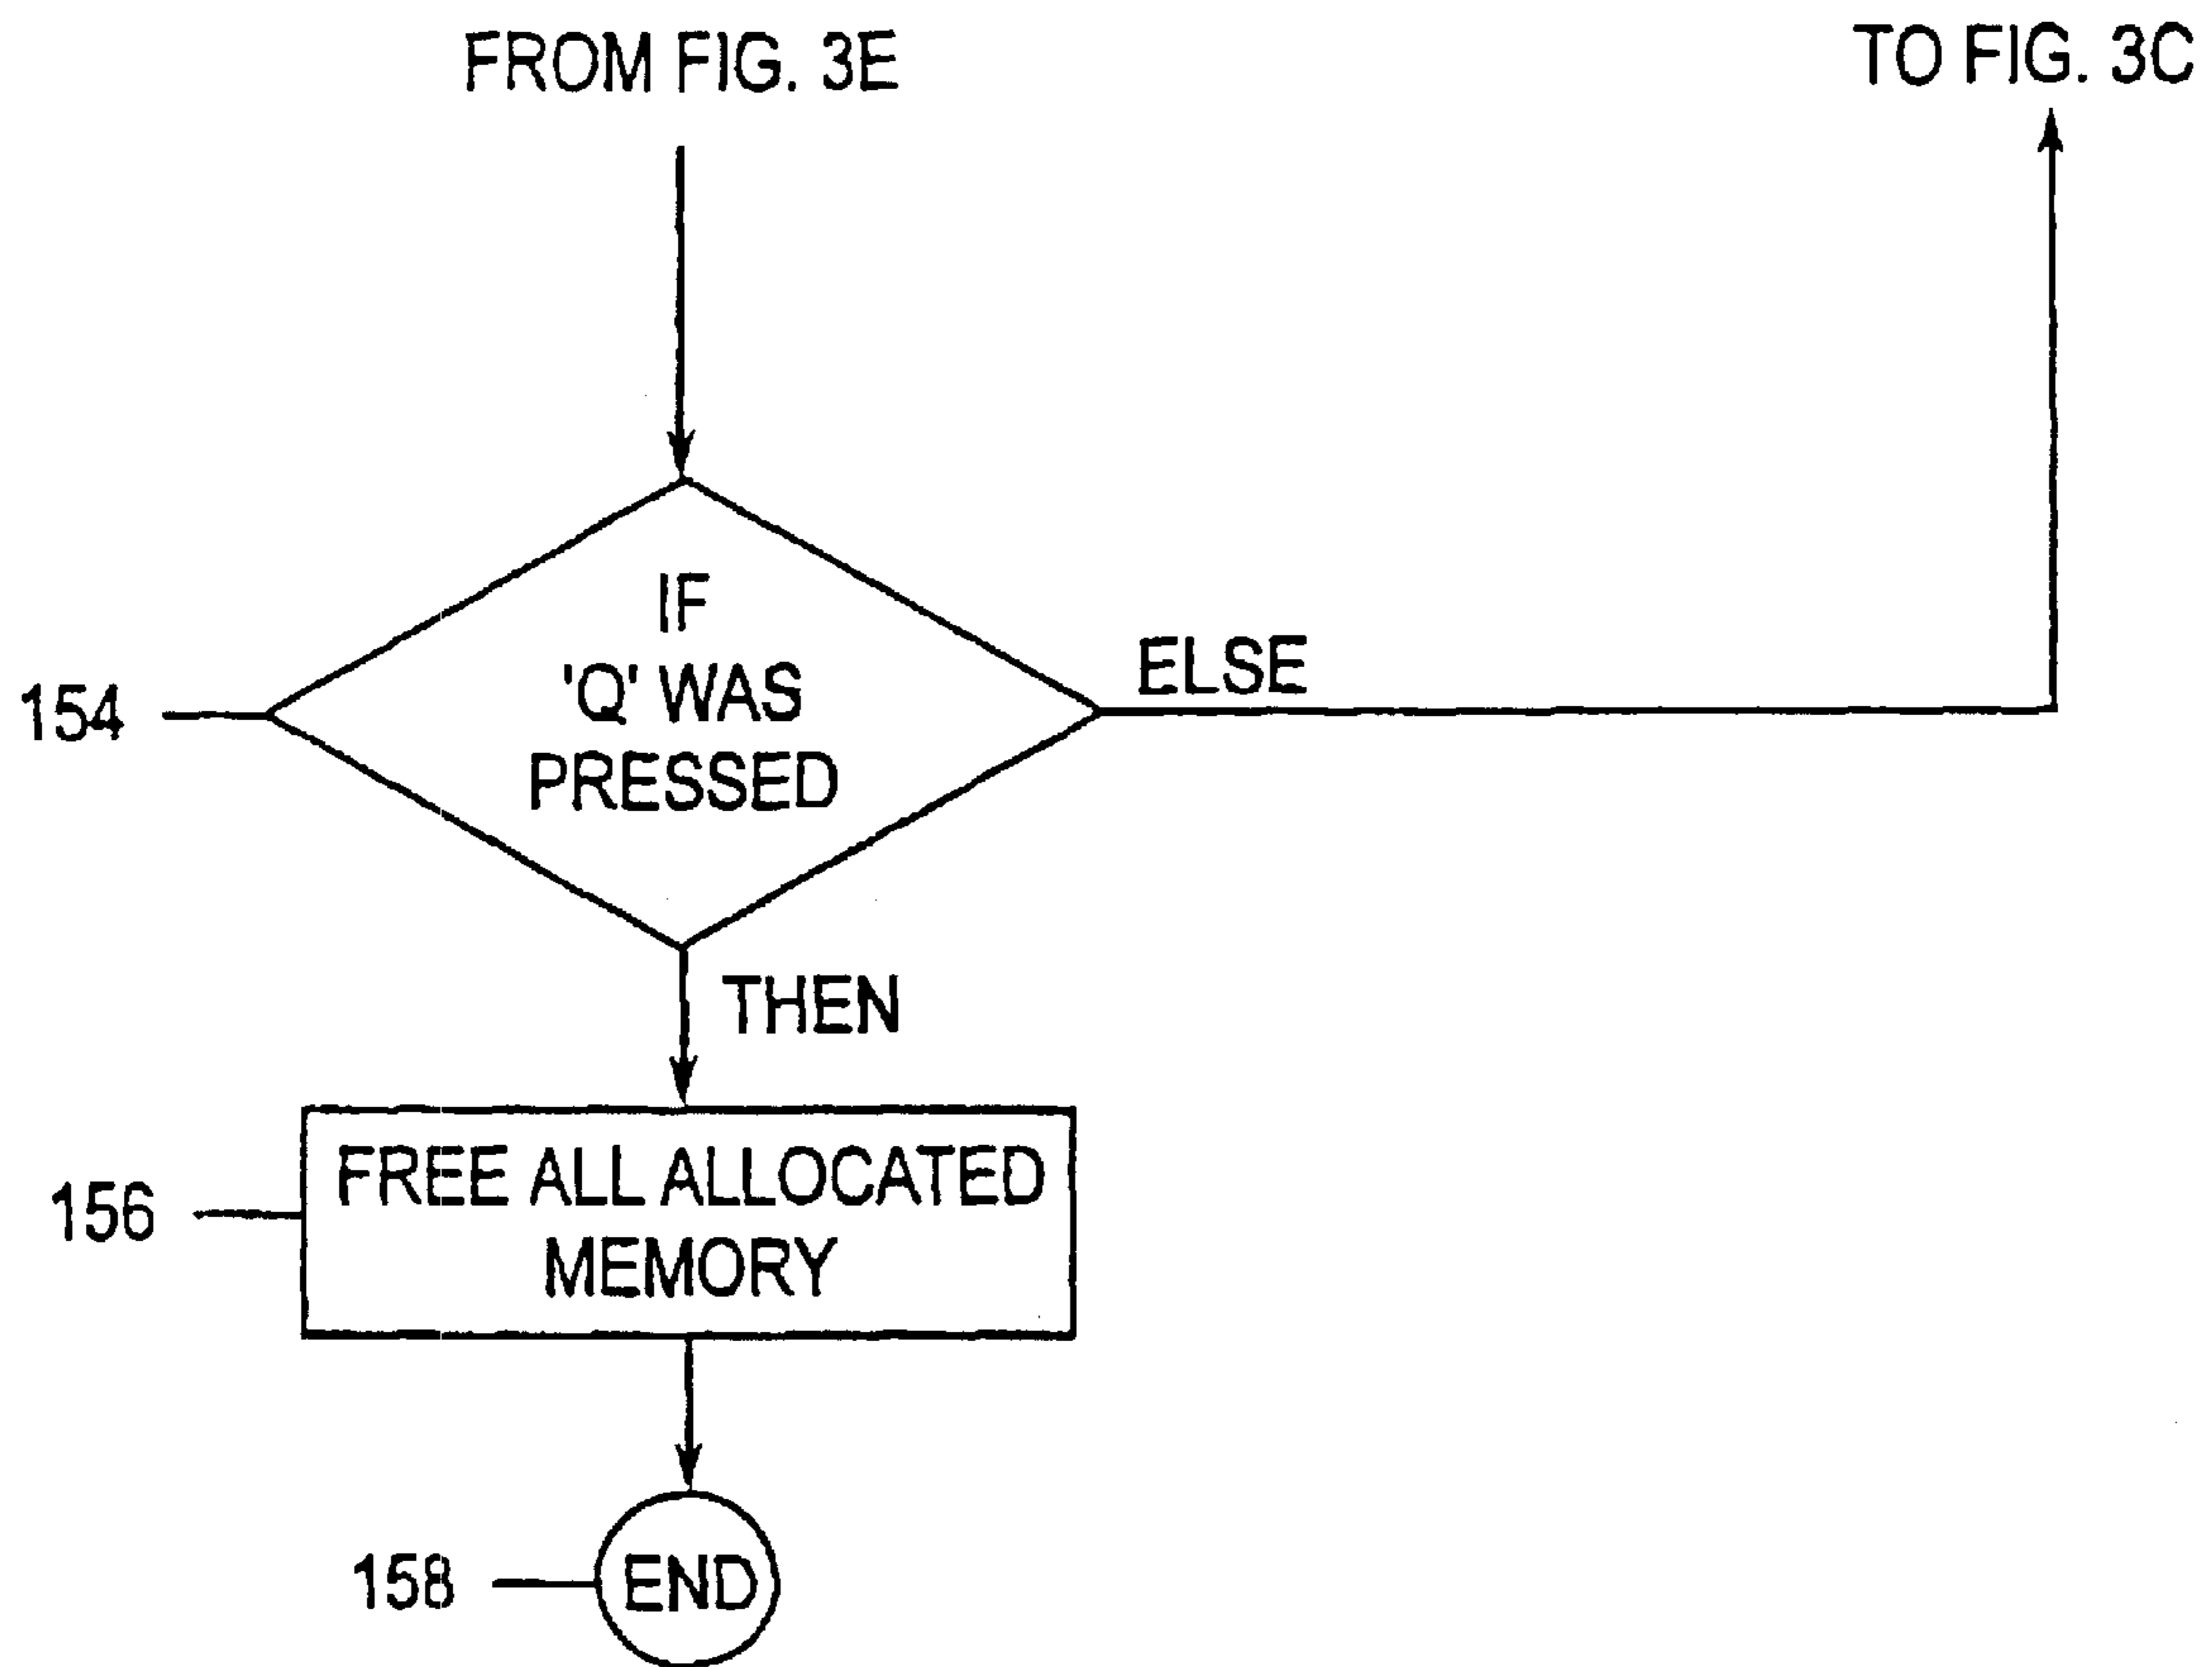 FROM FIG. 3E
TO FIG. 3C
IF
'Q' WAS
PRESSED
ELSE
154
THEN
FREE ALL ALLOCATED
MEMORY
156
END
158